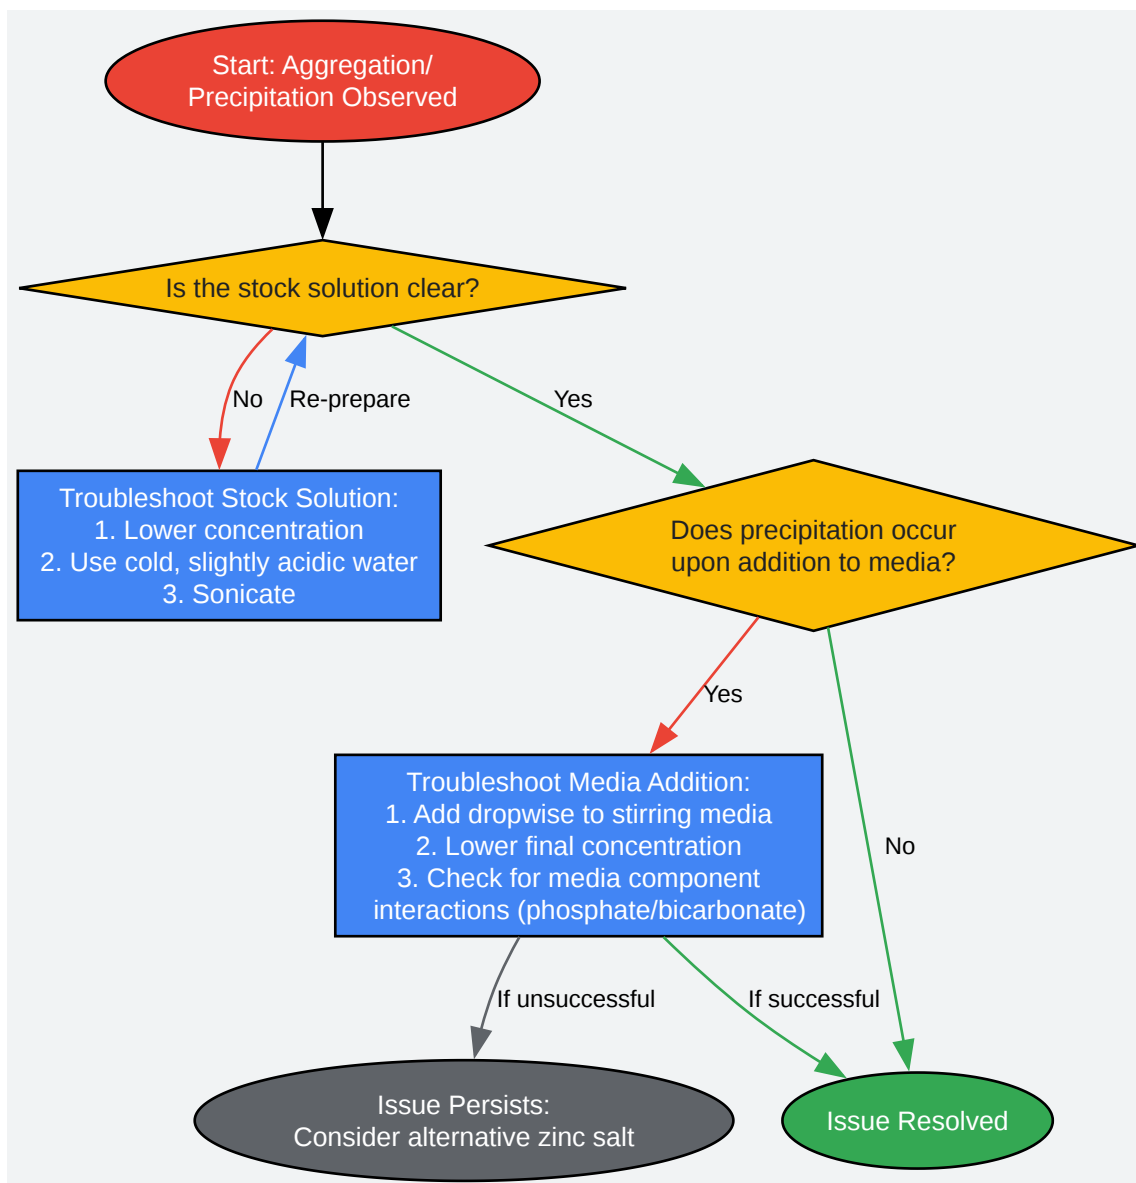 Start: Aggregation/
Precipitation Observed
Is the stock solution clear?
No
Re-prepare
Yes
Troubleshoot Stock Solution:
1. Lower concentration
2. Use cold, slightly acidic water
3. Sonicate
Does precipitation occur
upon addition to media?
Yes
Troubleshoot Media Addition:
1. Add dropwise to stirring media
2. Lower final concentration
3. Check for media component
interactions (phosphate/bicarbonate)
No
If unsuccessful
If successful
Issue Persists:
Consider alternative zinc salt
Issue Resolved